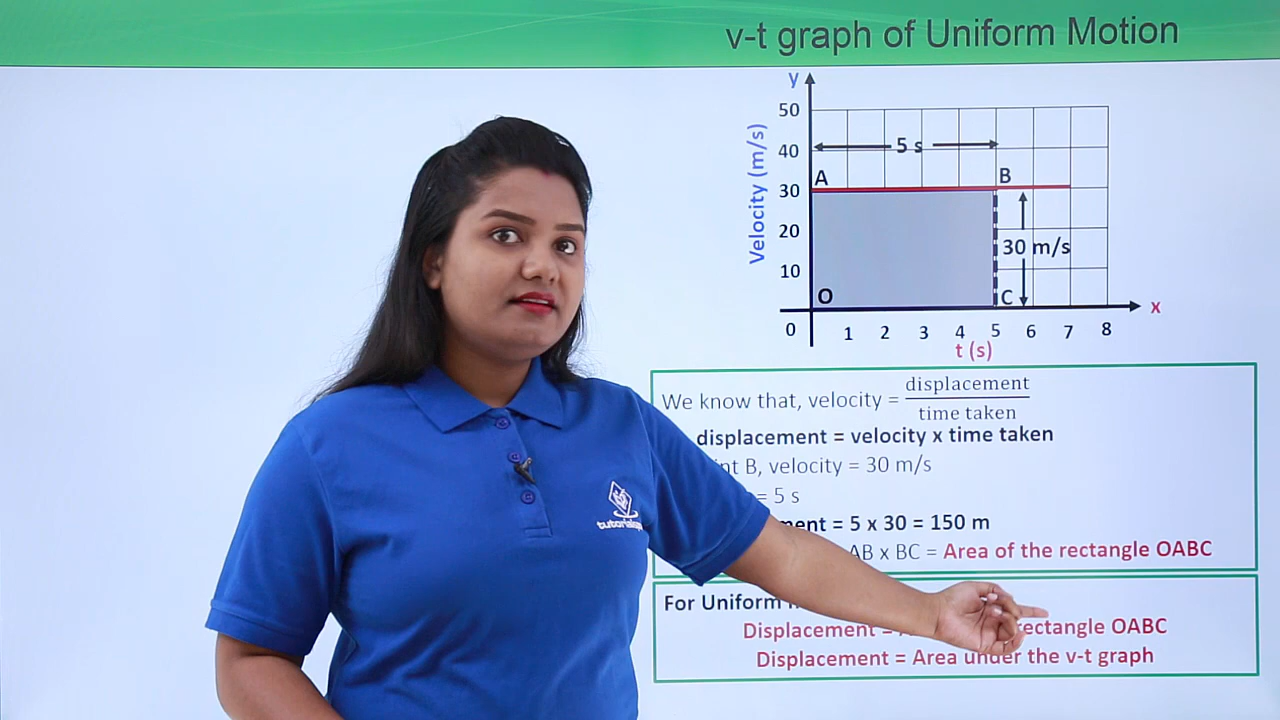 v-t graph of Uniform Motion
y
50
40
30
20
10
0
Velocity (m/s)
5 s
A
B
30 m/s
O
C
x
1 2 3 4 5 6 7 8
t (s)
We know that, velocity = displacement / time taken
displacement = velocity x time taken
B, velocity = 30 m/s
= 5 s
= 5 x 30 = 150 m
AB x BC = Area of the rectangle OABC
For Uniform
Displacement = rectangle OABC
Displacement = Area under the v-t graph